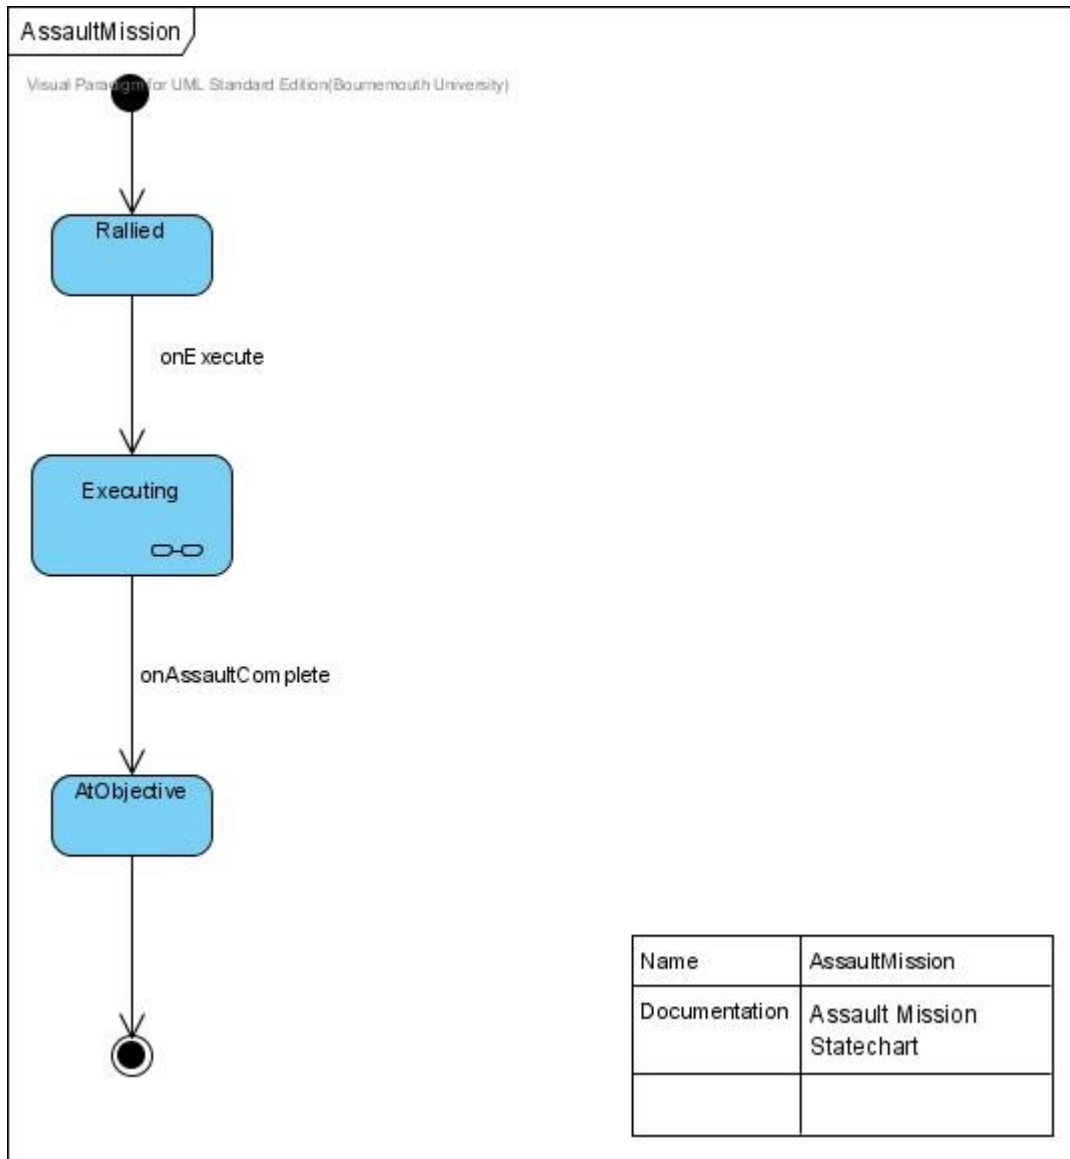 AssaultMission
Visual Paradigm for UML Standard Edition(Bournemouth University)
Rallied
onExecute
Executing
onAssaultComplete
AtObjective
Name AssaultMission
Documentation Assault Mission
Statechart